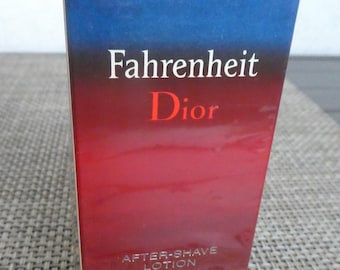 Fahrenheit
Dior
AFTER-SHAVE
LOTION